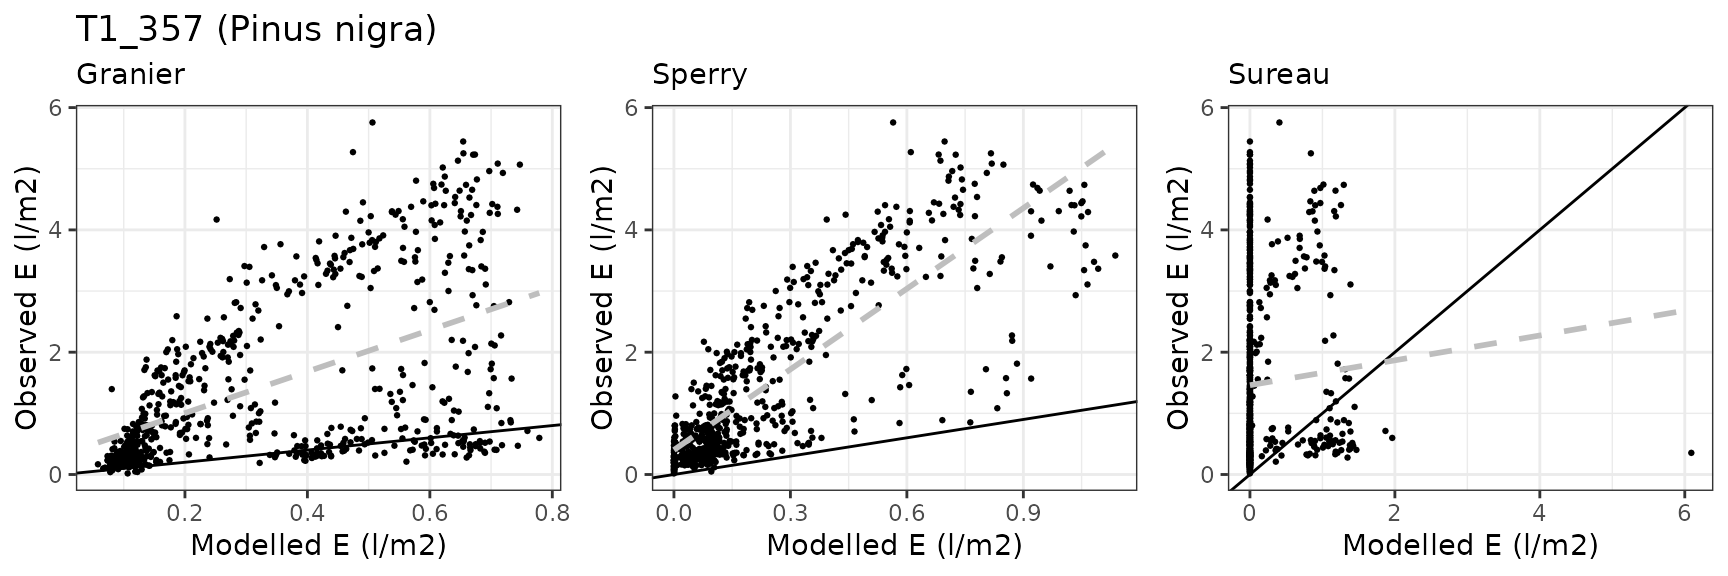 T1_357 (Pinus nigra)
Granier
Sperry
Sureau
Observed E (l/m2)
6
4
2
0
0.2
0.4
0.6
0.8
Modelled E (l/m2)
Observed E (l/m2)
6
4
2
0
0.0
0.3
0.6
0.9
Modelled E (l/m2)
Observed E (l/m2)
6
4
2
0
0
2
4
6
Modelled E (l/m2)